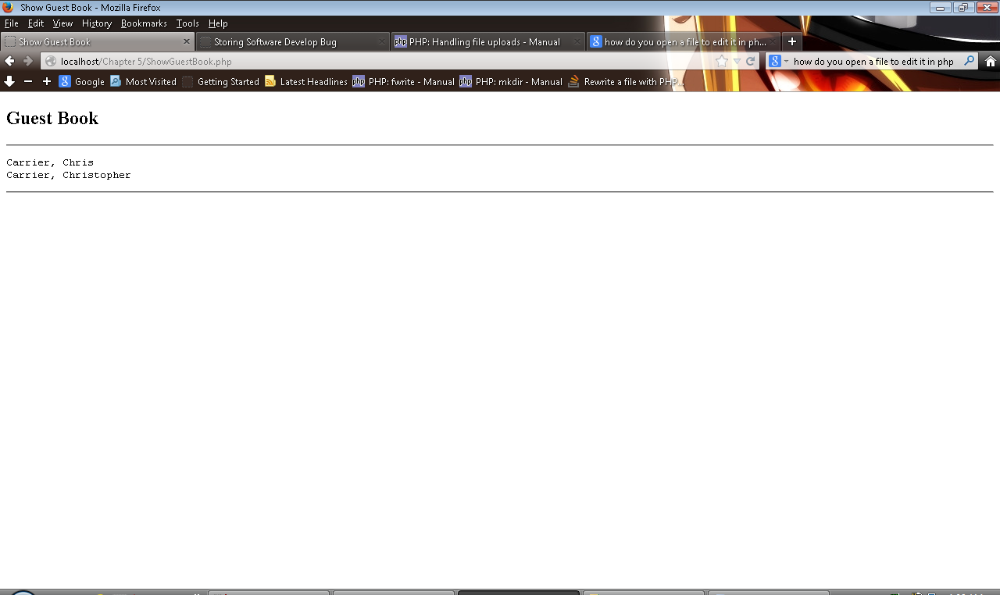 Show Guest Book - Mozilla Firefox
File Edit View History Bookmarks Tools Help
Show Guest Book Storing Software Develop Bug php PHP: Handling file uploads - Manual how do you open a file to edit it in ph...
localhost/Chapter 5/ShowGuestBook.php how do you open a file to edit it in php
Google Most Visited Getting Started Latest Headlines php PHP: fwrite - Manual php PHP: mkdir - Manual Rewrite a file with PHP...
Guest Book
Carrier, Chris
Carrier, Christopher